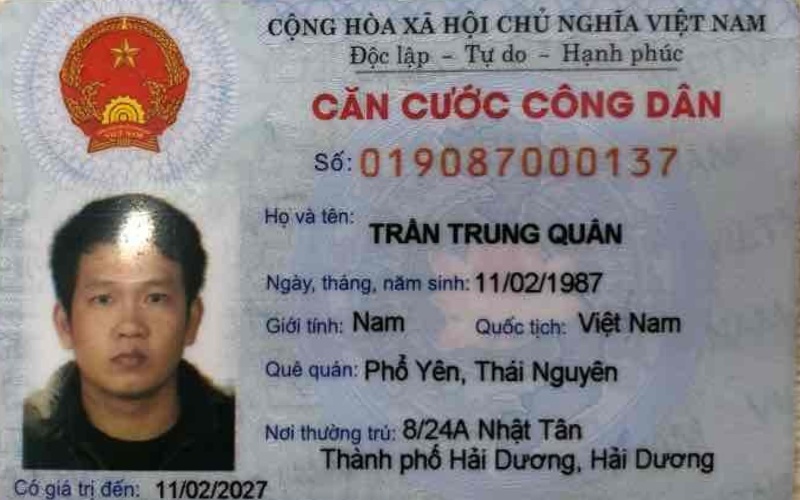 CỘNG HÒA XÃ HỘI CHỦ NGHĨA VIỆT NAM
Độc lập - Tự do - Hạnh phúc
CĂN CƯỚC CÔNG DÂN
Số: 019087000137
Họ và tên: TRẦN TRUNG QUÂN
Ngày, tháng, năm sinh: 11/02/1987
Giới tính: Nam Quốc tịch: Việt Nam
Quê quán: Phổ Yên, Thái Nguyên
Nơi thường trú: 8/24A Nhật Tân
Thành phố Hải Dương, Hải Dương
Có giá trị đến: 11/02/2027
VIỆT NAM